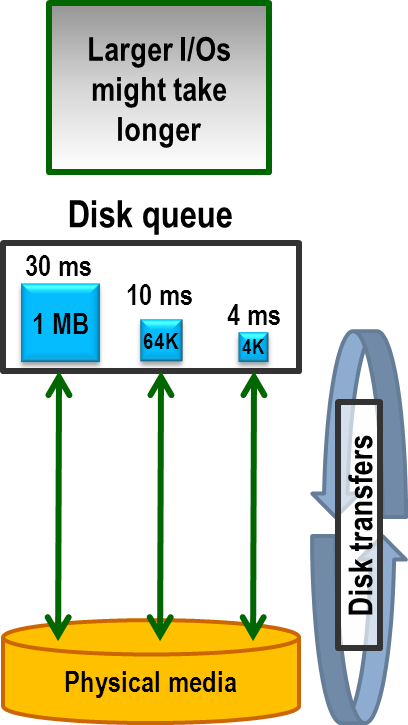 Larger I/Os
might take
longer
Disk queue
30 ms
10 ms
4 ms
1 MB
64K
4K
Disk transfers
Physical media